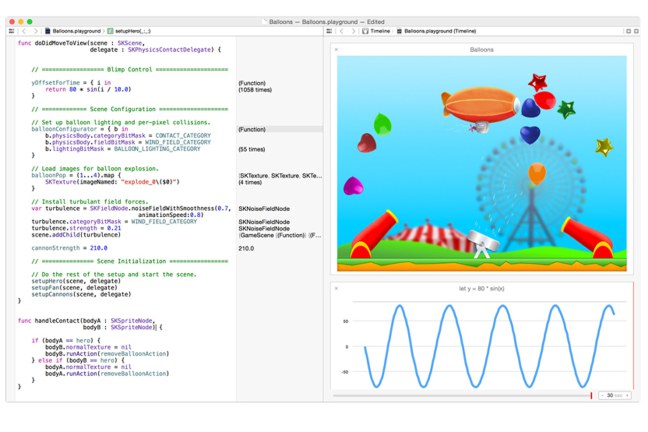 Balloons — Balloons.playground — Edited
Balloons.playground › setupHero(_:_:)
Timeline › Balloons.playground (Timeline)
func doDidMoveToView(scene : SKScene,
delegate : SKPhysicsContactDelegate) {
// ================== Blimp Control =====================
yOffsetForTime = { i in
return 80 * sin(i / 10.0)
}
(Function)
(1058 times)
// =============== Scene Configuration ==================
// Set up balloon lighting and per-pixel collisions.
balloonConfigurator = { b in
b.physicsBody.categoryBitMask = CONTACT_CATEGORY
b.physicsBody.fieldBitMask = WIND_FIELD_CATEGORY
b.lightingBitMask = BALLOON_LIGHTING_CATEGORY
}
(Function)
(55 times)
// Load images for balloon explosion.
balloonPop = (1...4).map {
SKTexture(imageNamed: "explode_0\($0)")
}
[SKTexture, SKTexture, SKTe...
(4 times)
// Install turbulant field forces.
var turbulence = SKFieldNode.noiseFieldWithSmoothness(0.7,
animationSpeed:0.8)
turbulence.categoryBitMask = WIND_FIELD_CATEGORY
turbulence.strength = 0.21
scene.addChild(turbulence)
SKNoiseFieldNode
SKNoiseFieldNode
SKNoiseFieldNode
cannonStrength = 210.0
210.0
// =============== Scene Initialization =================
// Do the rest of the setup and start the scene.
setupHero(scene, delegate)
setupFan(scene, delegate)
setupCannons(scene, delegate)
}
func handleContact(bodyA : SKSpriteNode,
bodyB : SKSpriteNode) {
if (bodyA == hero) {
bodyB.normalTexture = nil
bodyB.runAction(removeBalloonAction)
} else if (bodyB == hero) {
bodyA.normalTexture = nil
bodyA.runAction(removeBalloonAction)
}
}
Balloons
let y = 80 * sin(x)
50
0
-50
30